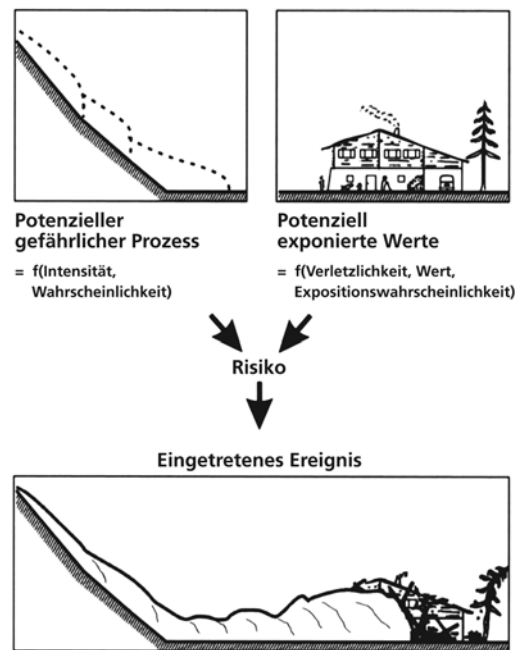 Potenzieller
gefährlicher Prozess
= f(Intensität,
Wahrscheinlichkeit)
Potenziell
exponierte Werte
= f(Verletzlichkeit, Wert,
Expositionswahrscheinlichkeit)
Risiko
Eingetretenes Ereignis